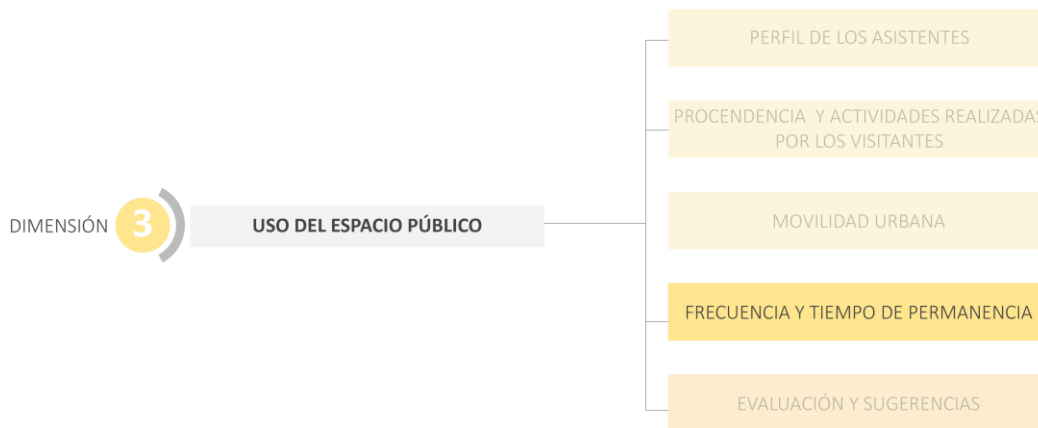 DIMENSIÓN 3
USO DEL ESPACIO PÚBLICO
PERFIL DE LOS ASISTENTES
PROCENDENCIA Y ACTIVIDADES REALIZADAS
POR LOS VISITANTES
MOVILIDAD URBANA
FRECUENCIA Y TIEMPO DE PERMANENCIA
EVALUACIÓN Y SUGERENCIAS